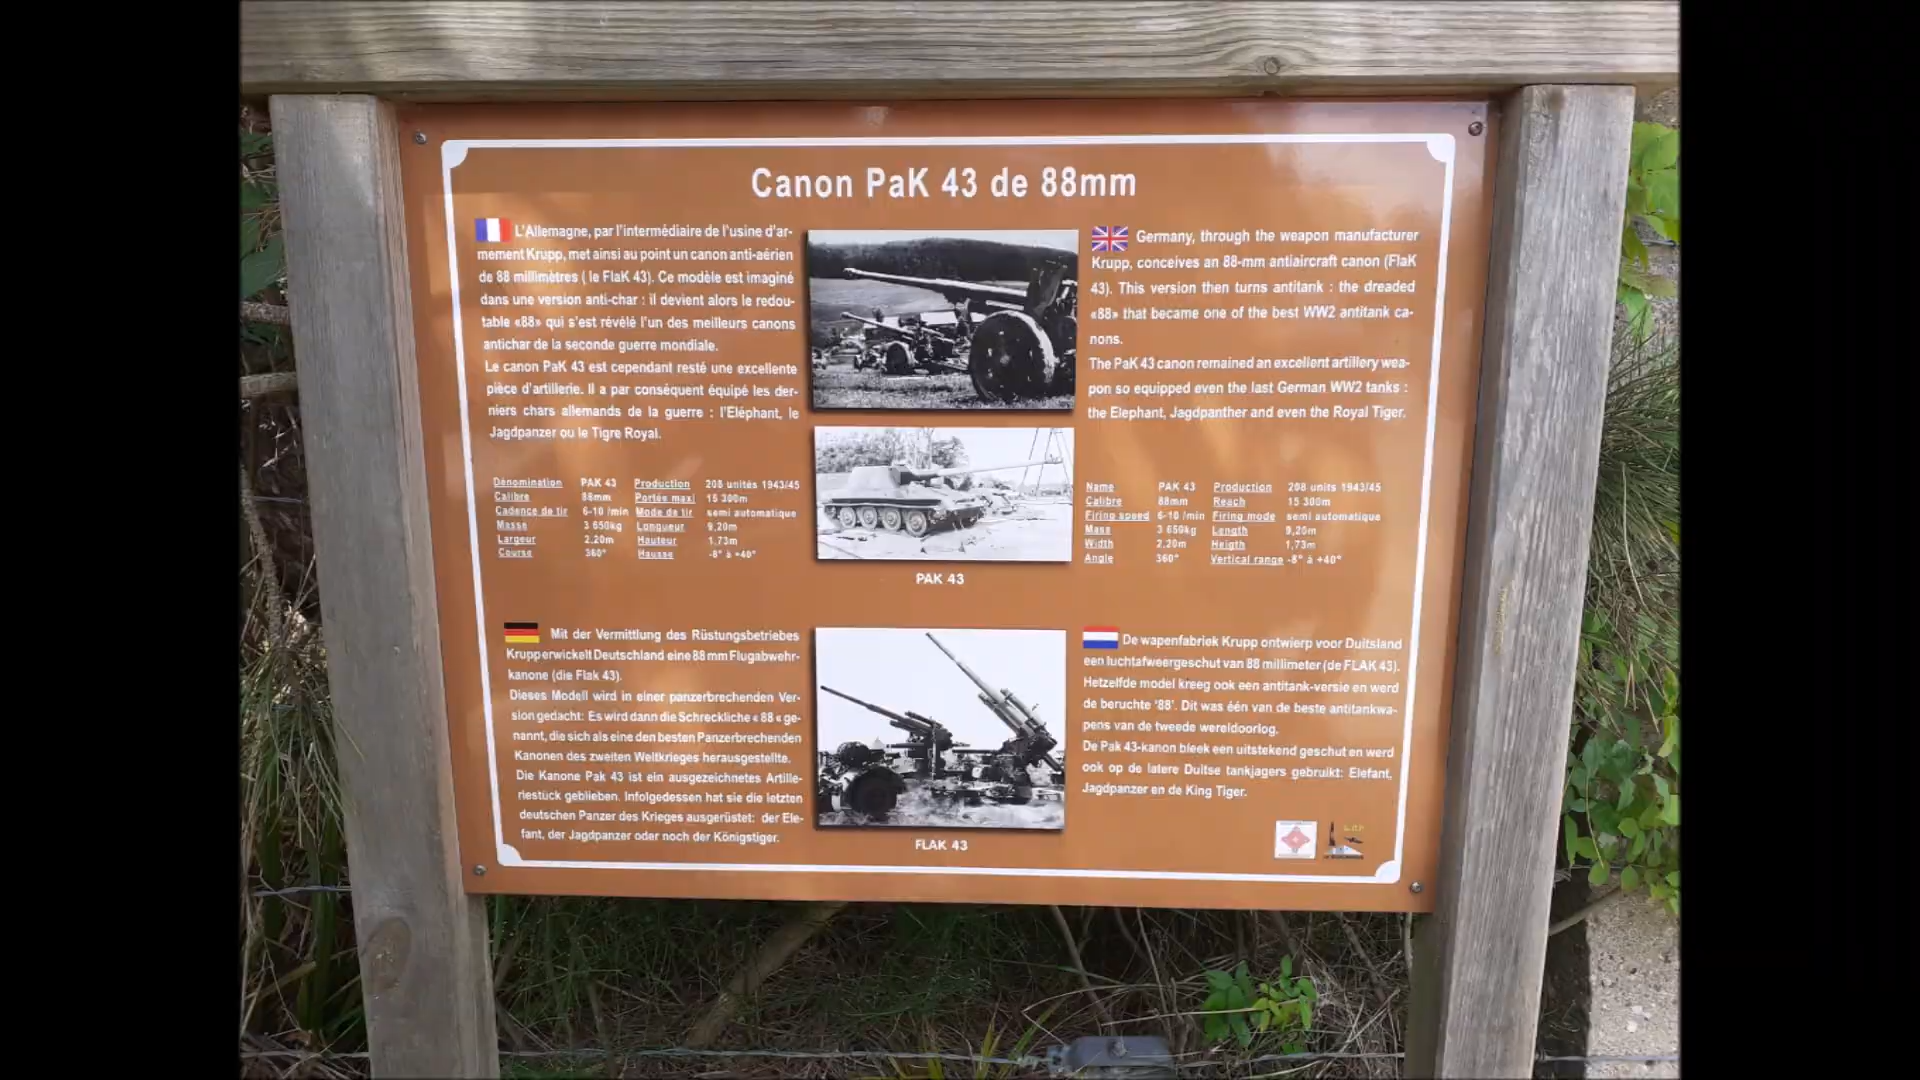 Canon PaK 43 de 88mm
L'Allemagne, par l'intermédiaire de l'usine d'ar-
mement Krupp, met ainsi au point un canon anti-aérien
de 88 millimètres ( le FlaK 43). Ce modèle est imaginé
dans une version anti-char : il devient alors le redou-
table «88» qui s'est révélé l'un des meilleurs canons
antichar de la seconde guerre mondiale.
Le canon PaK 43 est cependant resté une excellente
pièce d'artillerie. Il a par conséquent équipé les der-
niers chars allemands de la guerre : l'Eléphant, le
Jagdpanzer ou le Tigre Royal.
Dénomination PAK 43 Production 208 unités 1943/45
Calibre 88mm Portée maxi 15 300m
Cadence de tir 6-10 /min Mode de tir semi automatique
Masse 3 650kg Longueur 9,20m
Largeur 2.20m Hauteur 1,73m
Course 360° Hausse -8° à +40°
Germany, through the weapon manufacturer
Krupp, conceives an 88-mm antiaircraft canon (FlaK
43). This version then turns antitank : the dreaded
«88» that became one of the best WW2 antitank ca-
nons.
The PaK 43 canon remained an excellent artillery wea-
pon so equipped even the last German WW2 tanks :
the Elephant, Jagdpanther and even the Royal Tiger.
Name PAK 43 Production 208 units 1943/45
Calibre 88mm Reach 15 300m
Firing speed 6-10 /min Firing mode semi automatique
Mass 3 650kg Length 9,20m
Width 2,20m Heigth 1,73m
Angle 360° Vertical range -8° à +40°
PAK 43
Mit der Vermittlung des Rüstungsbetriebes
Krupp erwickelt Deutschland eine 88 mm Flugabwehr-
kanone (die Flak 43).
Dieses Modell wird in einer panzerbrechenden Ver-
sion gedacht: Es wird dann die Schreckliche « 88 « ge-
nannt, die sich als eine den besten Panzerbrechenden
Kanonen des zweiten Weltkrieges herausgestellte.
Die Kanone Pak 43 ist ein ausgezeichnetes Artille-
riestück geblieben. Infolgedessen hat sie die letzten
deutschen Panzer des Krieges ausgerüstet: der Ele-
fant, der Jagdpanzer oder noch der Königstiger.
De wapenfabriek Krupp ontwierp voor Duitsland
een luchtafweergeschut van 88 millimeter (de FLAK 43).
Hetzelfde model kreeg ook een antitank-versie en werd
de beruchte '88'. Dit was één van de beste antitankwa-
pens van de tweede wereldoorlog.
De Pak 43-kanon bleek een uitstekend geschut en werd
ook op de latere Duitse tankjagers gebruikt: Elefant,
Jagdpanzer en de King Tiger.
FLAK 43